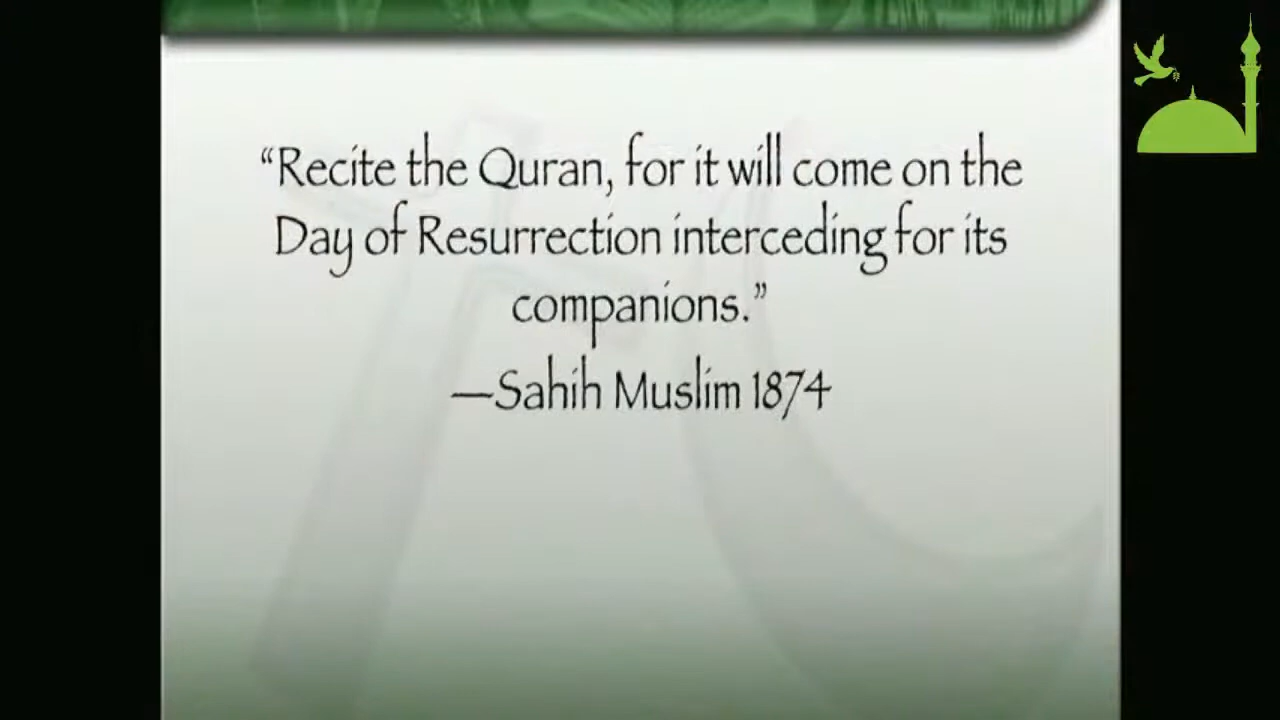 “Recite the Quran, for it will come on the
Day of Resurrection interceding for its
companions.”
—Sahih Muslim 1874